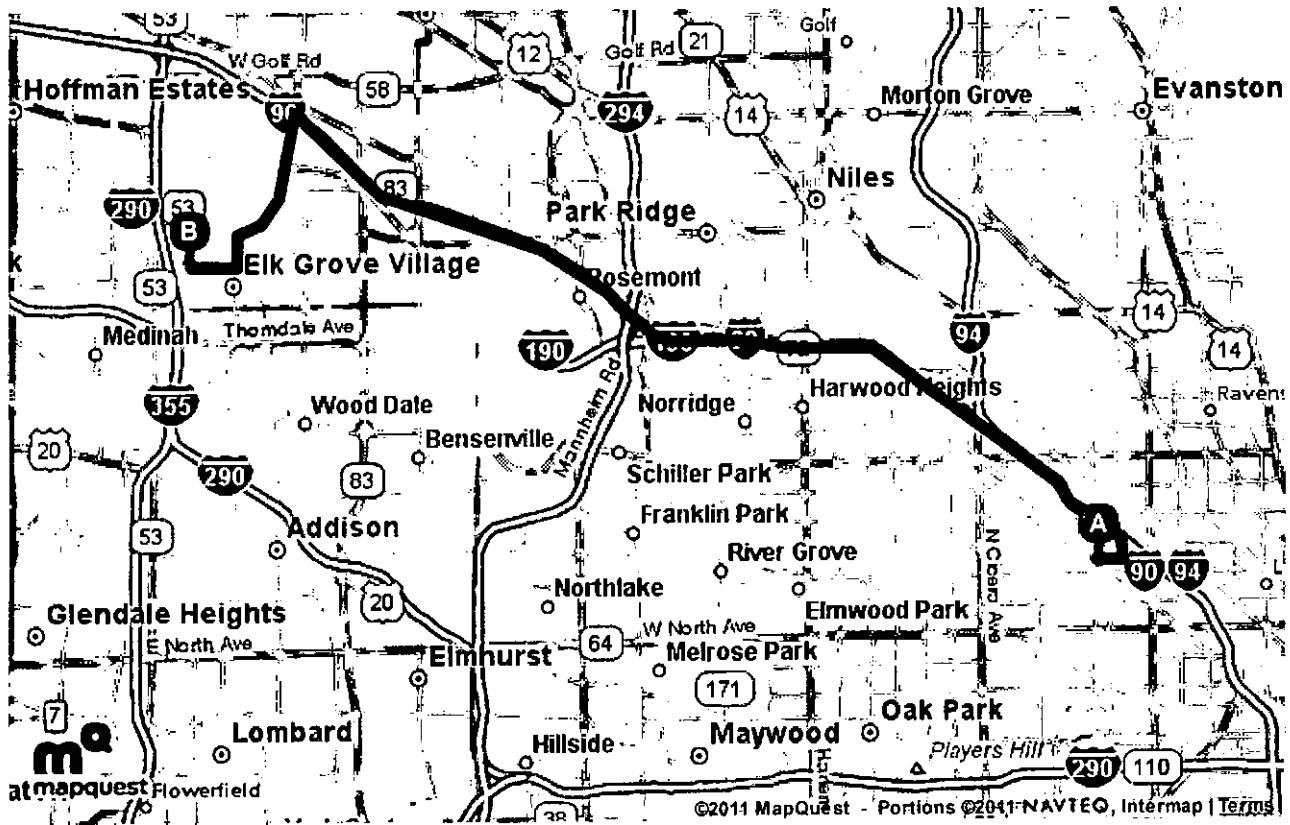 53
Golf
12
Golf Rd
21
W Golf Rd
58
Hoffman Estates
90
294
14
Morton Grove
Evanston
83
Niles
290
53
B
Park Ridge
k
Elk Grove Village
53
Rosemont
14
Medinah
Thorndale Ave
190
94
14
Harwood Heights
355
Wood Dale
Norridge
Ravens
Bensenville
Mannheim Rd
20
290
83
Schiller Park
Franklin Park
A
53
Addison
River Grove
N Cicero Ave
90
94
Northlake
20
Glendale Heights
Elmwood Park
E North Ave
64
W North Ave
Elmhurst
Melrose Park
171
7
Oak Park
Lombard
Hillside
Maywood
Players Hill
290
110
mQ
at
mapquest
Flowerfield
38
©2011 MapQuest - Portions ©2011 NAVTEQ, Intermap | Terms